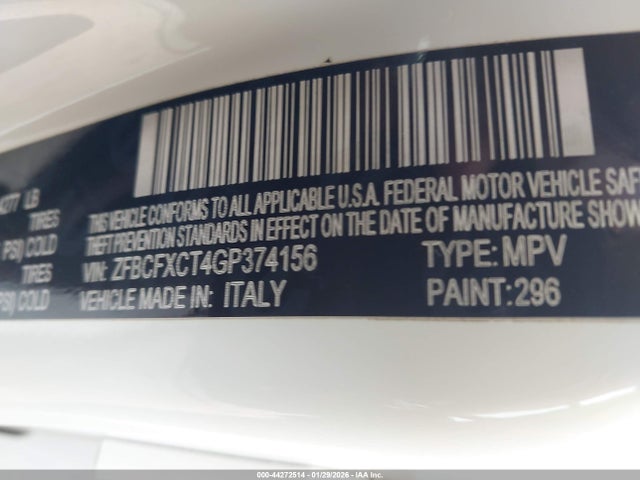 4277 LB
TIRES
PSI) COLD
TIRES
PSI) COLD
THIS VEHICLE CONFORMS TO ALL APPLICABLE U.S.A. FEDERAL MOTOR VEHICLE SAFE
THEFT PREVENTION STANDARDS IN EFFECT ON THE DATE OF MANUFACTURE SHOW
VIN: ZFBCFXCT4GP374156 TYPE: MPV
VEHICLE MADE IN: ITALY PAINT:296
000-44272514 - 01/29/2026 - IAA Inc.